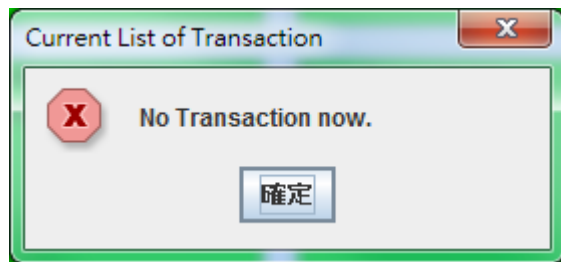 Current List of Transaction
No Transaction now.
確定